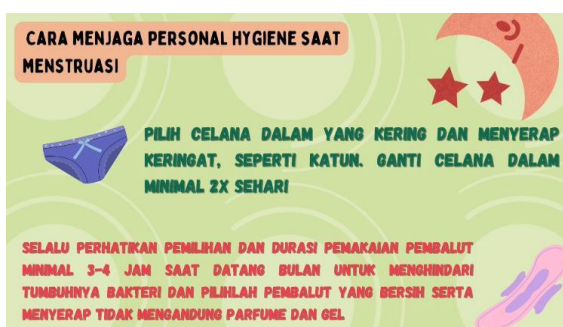 CARA MENJAGA PERSONAL HYGIENE SAAT
MENSTRUASI
PILIH CELANA DALAM YANG KERING DAN MENYERAP
KERINGAT, SEPERTI KATUN. GANTI CELANA DALAM
MINIMAL 2X SEHARI
SELALU PERHATIKAN PEMILIHAN DAN DURASI PEMAKAIAN PEMBALUT
MINIMAL 3-4 JAM SAAT DATANG BULAN UNTUK MENGHINDARI
TUMBUHNYA BAKTERI DAN PILIHLAH PEMBALUT YANG BERSIH SERTA
MENYERAP TIDAK MENGANDUNG PARFUME DAN GEL